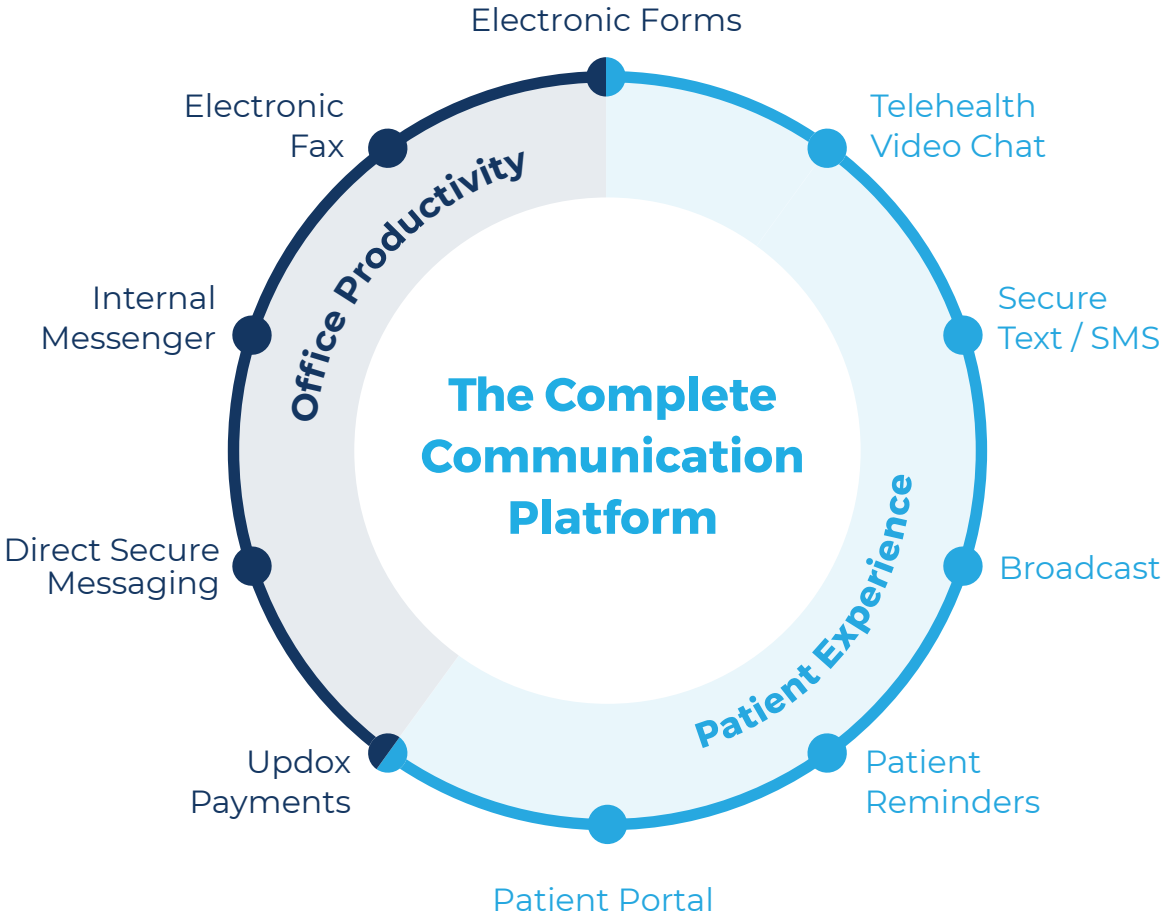 Electronic Forms
Telehealth
Video Chat
Secure
Text / SMS
Broadcast
Patient
Reminders
Patient Portal
Updox
Payments
Direct Secure
Messaging
Internal
Messenger
Electronic
Fax
Office Productivity
Patient Experience
The Complete
Communication
Platform